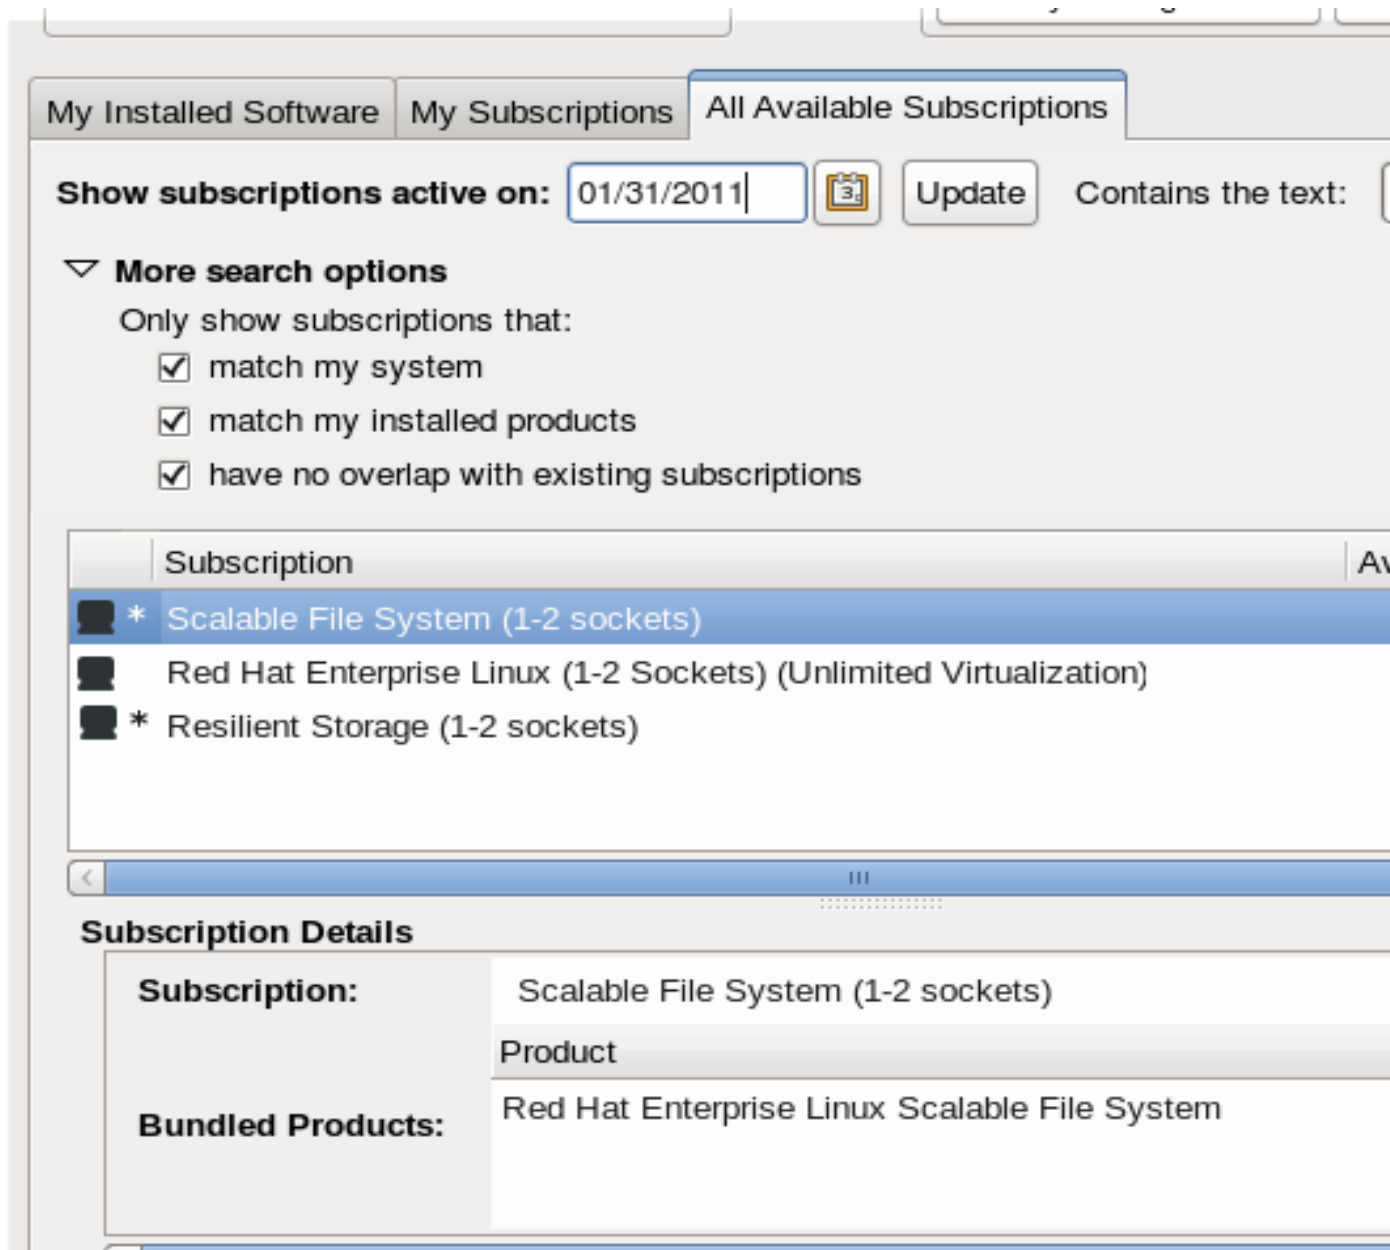 My Installed Software My Subscriptions All Available Subscriptions
Show subscriptions active on: 01/31/2011 Update Contains the text:
More search options
Only show subscriptions that:
match my system
match my installed products
have no overlap with existing subscriptions
Subscription
* Scalable File System (1-2 sockets)
Red Hat Enterprise Linux (1-2 Sockets) (Unlimited Virtualization)
* Resilient Storage (1-2 sockets)
Subscription Details
Subscription: Scalable File System (1-2 sockets)
Product
Bundled Products: Red Hat Enterprise Linux Scalable File System